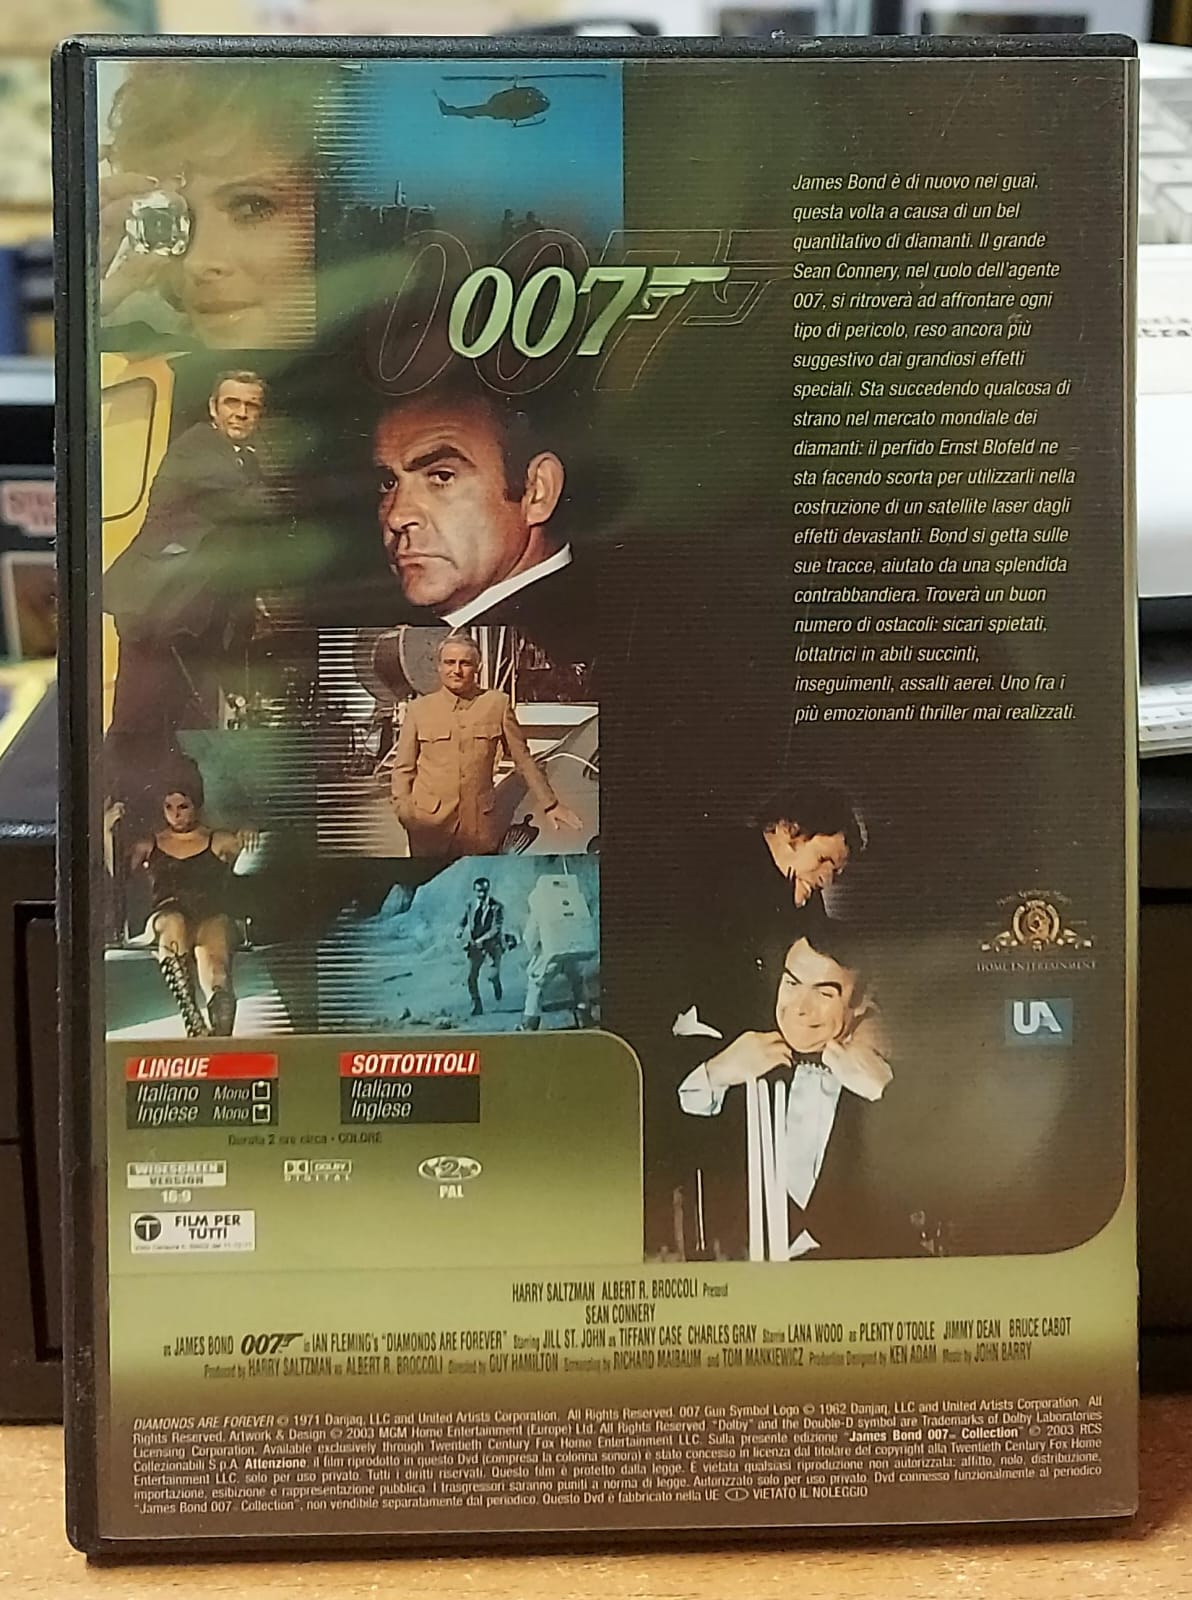 James Bond è di nuovo nei guai,
questa volta a causa di un bel
quantitativo di diamanti. Il grande
Sean Connery, nel ruolo dell'agente
007, si ritroverà ad affrontare ogni
tipo di pericolo, reso ancora più
suggestivo dai grandiosi effetti
speciali. Sta succedendo qualcosa di
strano nel mercato mondiale dei
diamanti: il perfido Ernst Blofeld ne
sta facendo scorta per utilizzarli nella
costruzione di un satellite laser dagli
effetti devastanti. Bond si getta sulle
sue tracce, aiutato da una splendida
contrabbandiera. Troverà un buon
numero di ostacoli: sicari spietati,
lottatrici in abiti succinti,
inseguimenti, assalti aerei. Uno fra i
più emozionanti thriller mai realizzati.
007
HOME ENTERTAINMENT
UA
LINGUE
Italiano Mono
Inglese Mono
SOTTOTITOLI
Italiano
Inglese
Durata 2 ore circa • COLORE
WIDESCREEN
VERSION
16:9
DOLBY
DIGITAL
2
PAL
T FILM PER
TUTTI
HARRY SALTZMAN ALBERT R. BROCCOLI Present
SEAN CONNERY
as JAMES BOND 007 in IAN FLEMING's "DIAMONDS ARE FOREVER" Starring JILL ST. JOHN as TIFFANY CASE CHARLES GRAY Starring LANA WOOD as PLENTY O'TOOLE JIMMY DEAN BRUCE CABOT
Produced by HARRY SALTZMAN ALBERT R. BROCCOLI Directed by GUY HAMILTON Screenplay by RICHARD MAIBAUM and TOM MANKIEWICZ Production Designed by KEN ADAM Music by JOHN BARRY
DIAMONDS ARE FOREVER © 1971 Danjaq, LLC and United Artists Corporation. All Rights Reserved. 007 Gun Symbol Logo © 1962 Danjaq, LLC and United Artists Corporation. All
Rights Reserved. Artwork & Design © 2003 MGM Home Entertainment (Europe) Ltd. All Rights Reserved. "Dolby" and the Double-D symbol are Trademarks of Dolby Laboratories
Licensing Corporation. Available exclusively through Twentieth Century Fox Home Entertainment LLC. Sulla presente edizione "James Bond 007 Collection" © 2003 RCS
Collezionabili S.p.A. Attenzione: il film riprodotto in questo Dvd (compresa la colonna sonora) è stato concesso in licenza dal titolare del copyright alla Twentieth Century Fox Home
Entertainment LLC. solo per uso privato. Tutti i diritti riservati. Questo film è protetto dalla legge. È vietata qualsiasi riproduzione non autorizzata: affitto, nolo, distribuzione,
importazione, esibizione e rappresentazione pubblica. I trasgressori saranno puniti a norma di legge. Autorizzato solo per uso privato. Dvd connesso funzionalmente al periodico
"James Bond 007 Collection", non vendibile separatamente dal periodico. Questo Dvd è fabbricato nella UE VIETATO IL NOLEGGIO